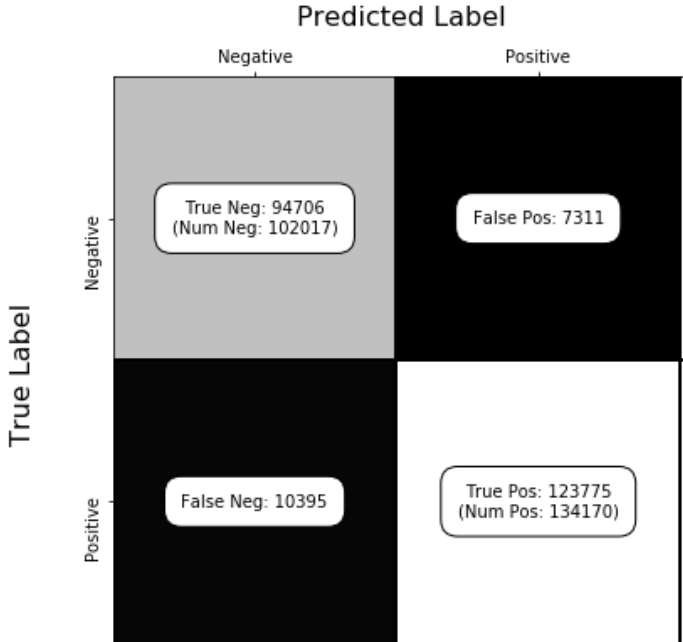 Predicted Label
Negative
Positive
True Label
Negative
True Neg: 94706
(Num Neg: 102017)
False Pos: 7311
Positive
False Neg: 10395
True Pos: 123775
(Num Pos: 134170)